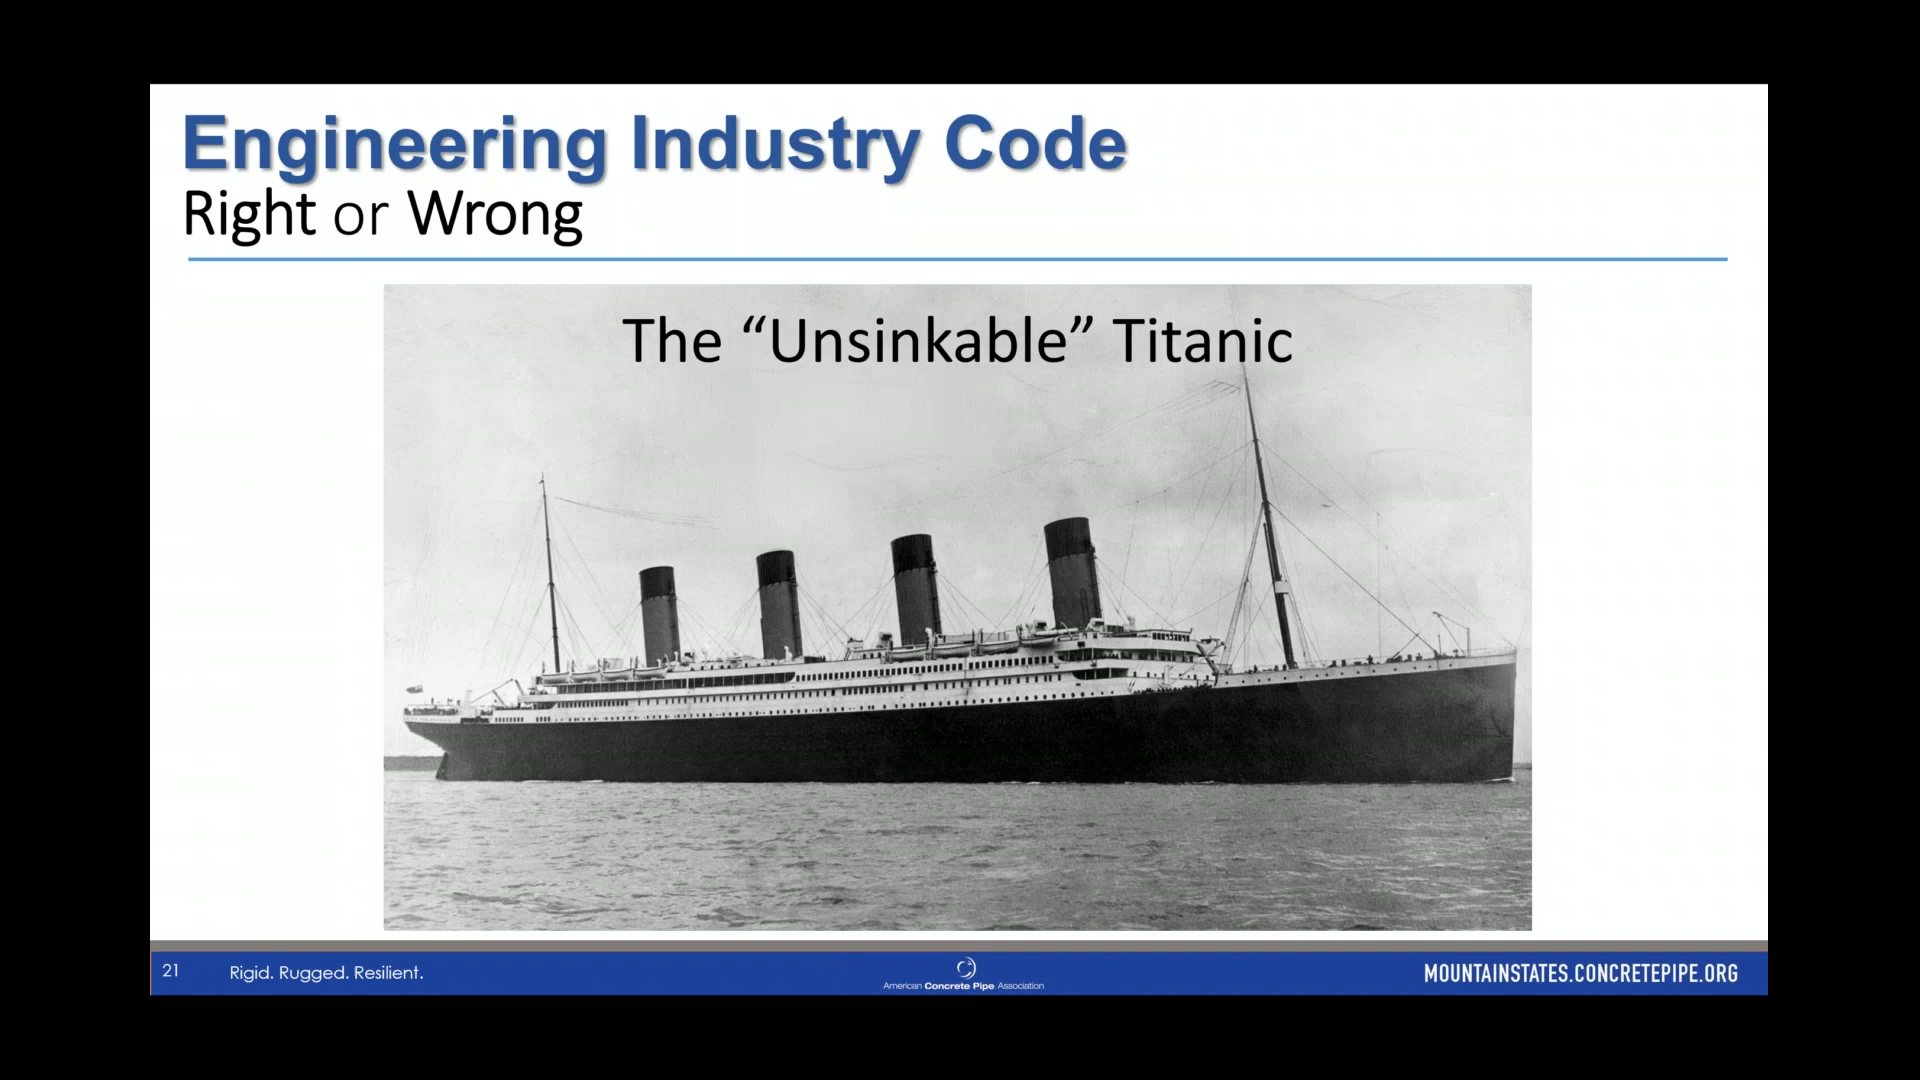 Engineering Industry Code
Right or Wrong
The “Unsinkable” Titanic
21
Rigid. Rugged. Resilient.
American Concrete Pipe Association
MOUNTAINSTATES.CONCRETEPIPE.ORG